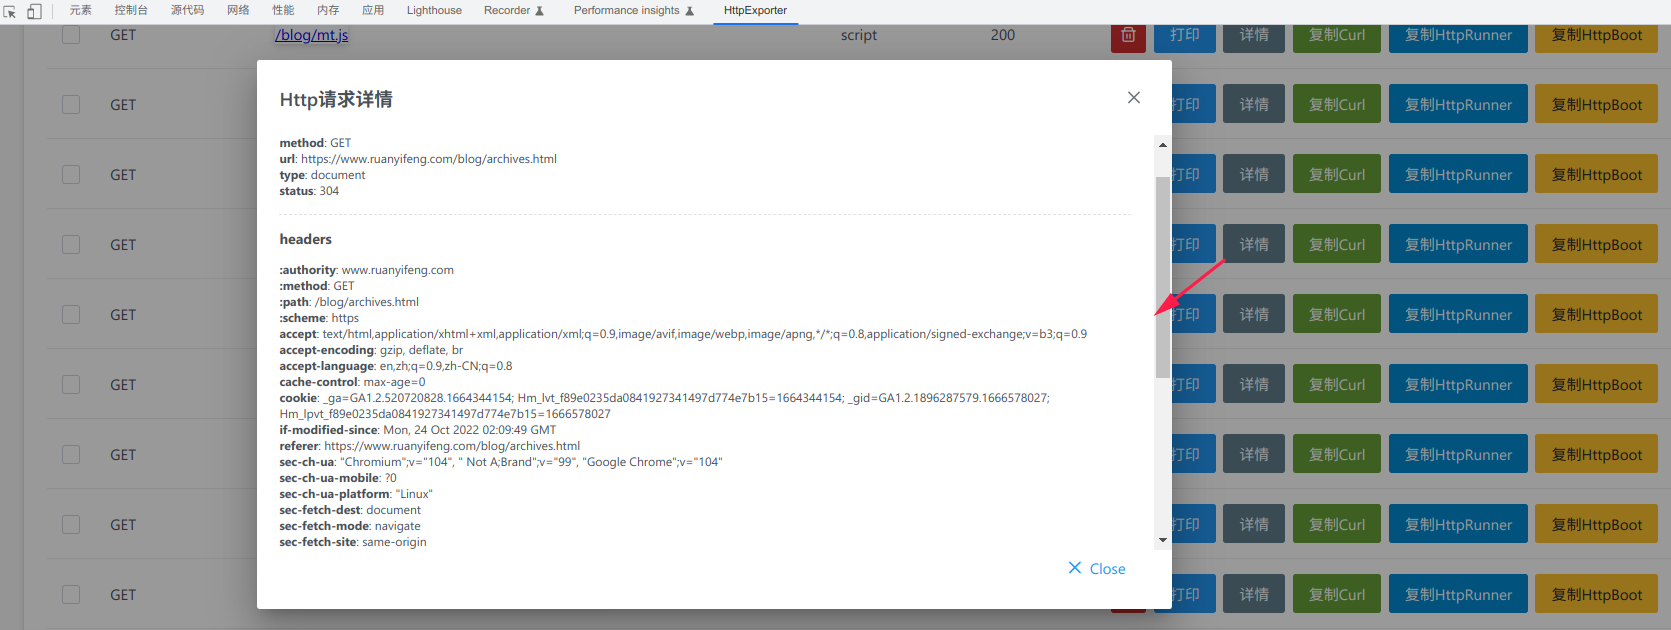 元素 控制台 源代码 网络 性能 内存 应用 Lighthouse Recorder Performance insights HttpExporter
GET /blog/mt.js script 200 打印 详情 复制Curl 复制HttpRunner 复制HttpBoot
Http请求详情
GET 打印 详情 复制Curl 复制HttpRunner 复制HttpBoot
method: GET
url: https://www.ruanyifeng.com/blog/archives.html
type: document
status: 304
GET 打印 详情 复制Curl 复制HttpRunner 复制HttpBoot
headers
GET 打印 详情 复制Curl 复制HttpRunner 复制HttpBoot
:authority: www.ruanyifeng.com
:method: GET
:path: /blog/archives.html
:scheme: https
GET 打印 详情 复制Curl 复制HttpRunner 复制HttpBoot
accept: text/html,application/xhtml+xml,application/xml;q=0.9,image/avif,image/webp,image/apng,*/*;q=0.8,application/signed-exchange;v=b3;q=0.9
accept-encoding: gzip, deflate, br
accept-language: en,zh;q=0.9,zh-CN;q=0.8
cache-control: max-age=0
GET 打印 详情 复制Curl 复制HttpRunner 复制HttpBoot
cookie: _ga=GA1.2.520720828.1664344154; Hm_lvt_f89e0235da0841927341497d774e7b15=1664344154; _gid=GA1.2.1896287579.1666578027;
Hm_lpvt_f89e0235da0841927341497d774e7b15=1666578027
if-modified-since: Mon, 24 Oct 2022 02:09:49 GMT
referer: https://www.ruanyifeng.com/blog/archives.html
GET 打印 详情 复制Curl 复制HttpRunner 复制HttpBoot
sec-ch-ua: "Chromium";v="104", " Not A;Brand";v="99", "Google Chrome";v="104"
sec-ch-ua-mobile: ?0
sec-ch-ua-platform: "Linux"
sec-fetch-dest: document
sec-fetch-mode: navigate
GET 打印 详情 复制Curl 复制HttpRunner 复制HttpBoot
sec-fetch-site: same-origin
Close
GET 打印 详情 复制Curl 复制HttpRunner 复制HttpBoot